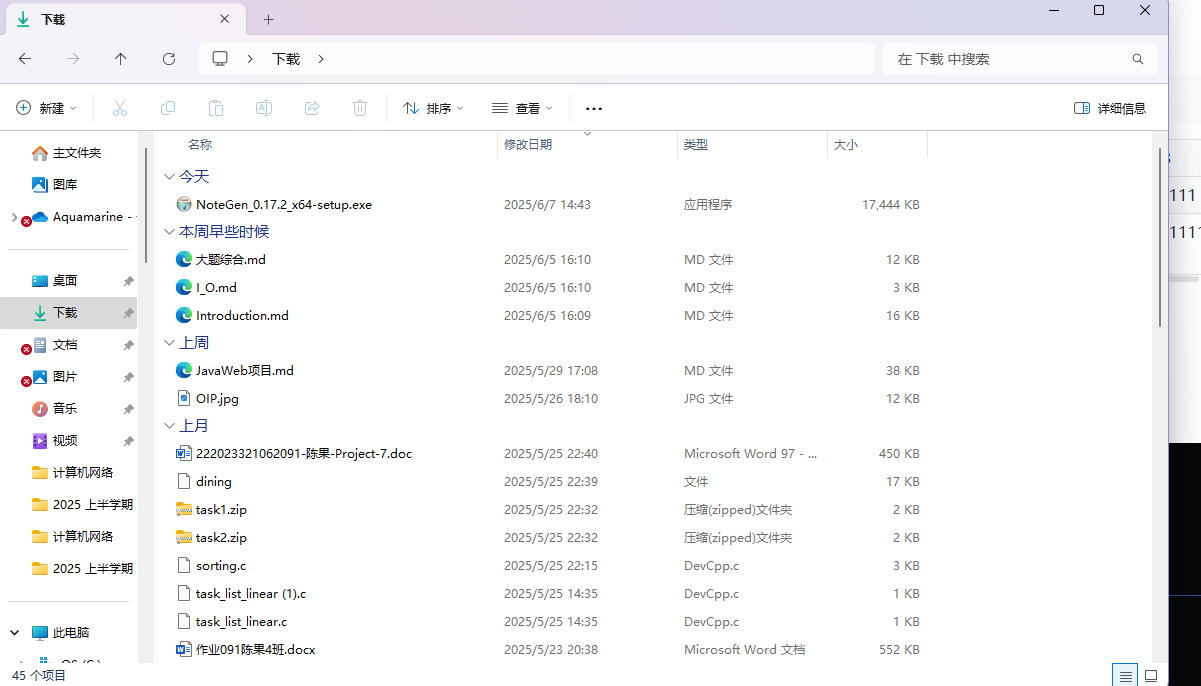 下载
下载
在 下载 中搜索
新建
排序
查看
详细信息
名称 修改日期 类型 大小
主文件夹
图库
Aquamarine -
桌面
下载
文档
图片
音乐
视频
计算机网络
2025 上半学期
计算机网络
2025 上半学期
此电脑
今天
NoteGen_0.17.2_x64-setup.exe 2025/6/7 14:43 应用程序 17,444 KB
本周早些时候
大题综合.md 2025/6/5 16:10 MD 文件 12 KB
I_O.md 2025/6/5 16:10 MD 文件 3 KB
Introduction.md 2025/6/5 16:09 MD 文件 16 KB
上周
JavaWeb项目.md 2025/5/29 17:08 MD 文件 38 KB
OIP.jpg 2025/5/26 18:10 JPG 文件 12 KB
上月
222023321062091-陈果-Project-7.doc 2025/5/25 22:40 Microsoft Word 97 - ... 450 KB
dining 2025/5/25 22:39 文件 17 KB
task1.zip 2025/5/25 22:32 压缩(zipped)文件夹 2 KB
task2.zip 2025/5/25 22:32 压缩(zipped)文件夹 2 KB
sorting.c 2025/5/25 22:15 DevCpp.c 3 KB
task_list_linear (1).c 2025/5/25 14:35 DevCpp.c 1 KB
task_list_linear.c 2025/5/25 14:35 DevCpp.c 1 KB
作业091陈果4班.docx 2025/5/23 20:38 Microsoft Word 文档 552 KB
45 个项目